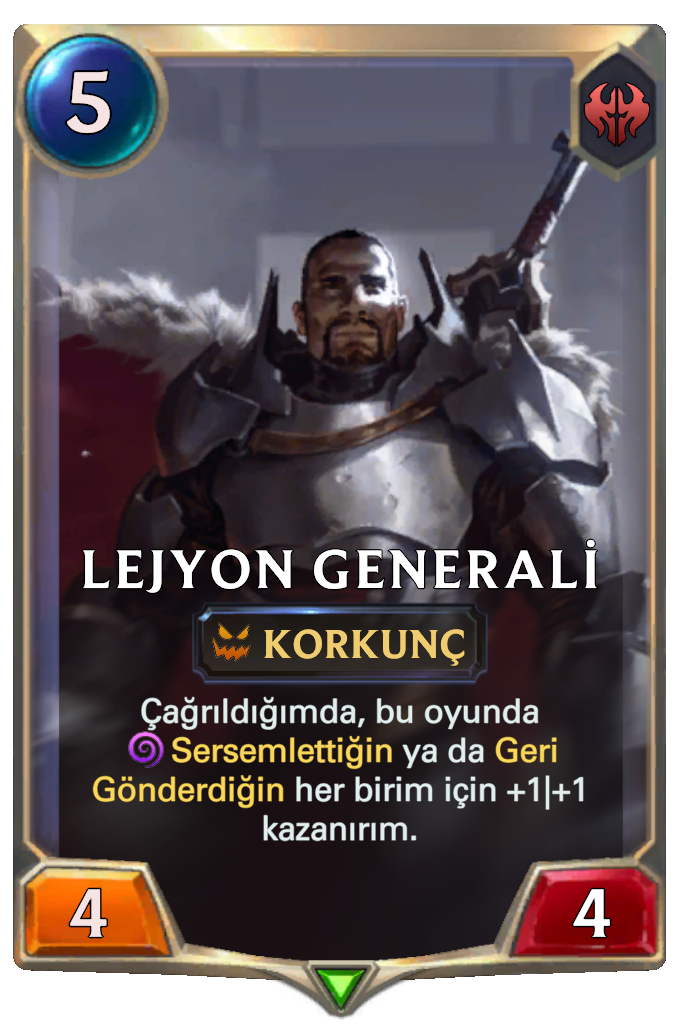 5
LEJYON GENERALİ
KORKUNÇ
Çağrıldığımda, bu oyunda
Sersemlettiğin ya da Geri
Gönderdiğin her birim için +1|+1
kazanırım.
4
4